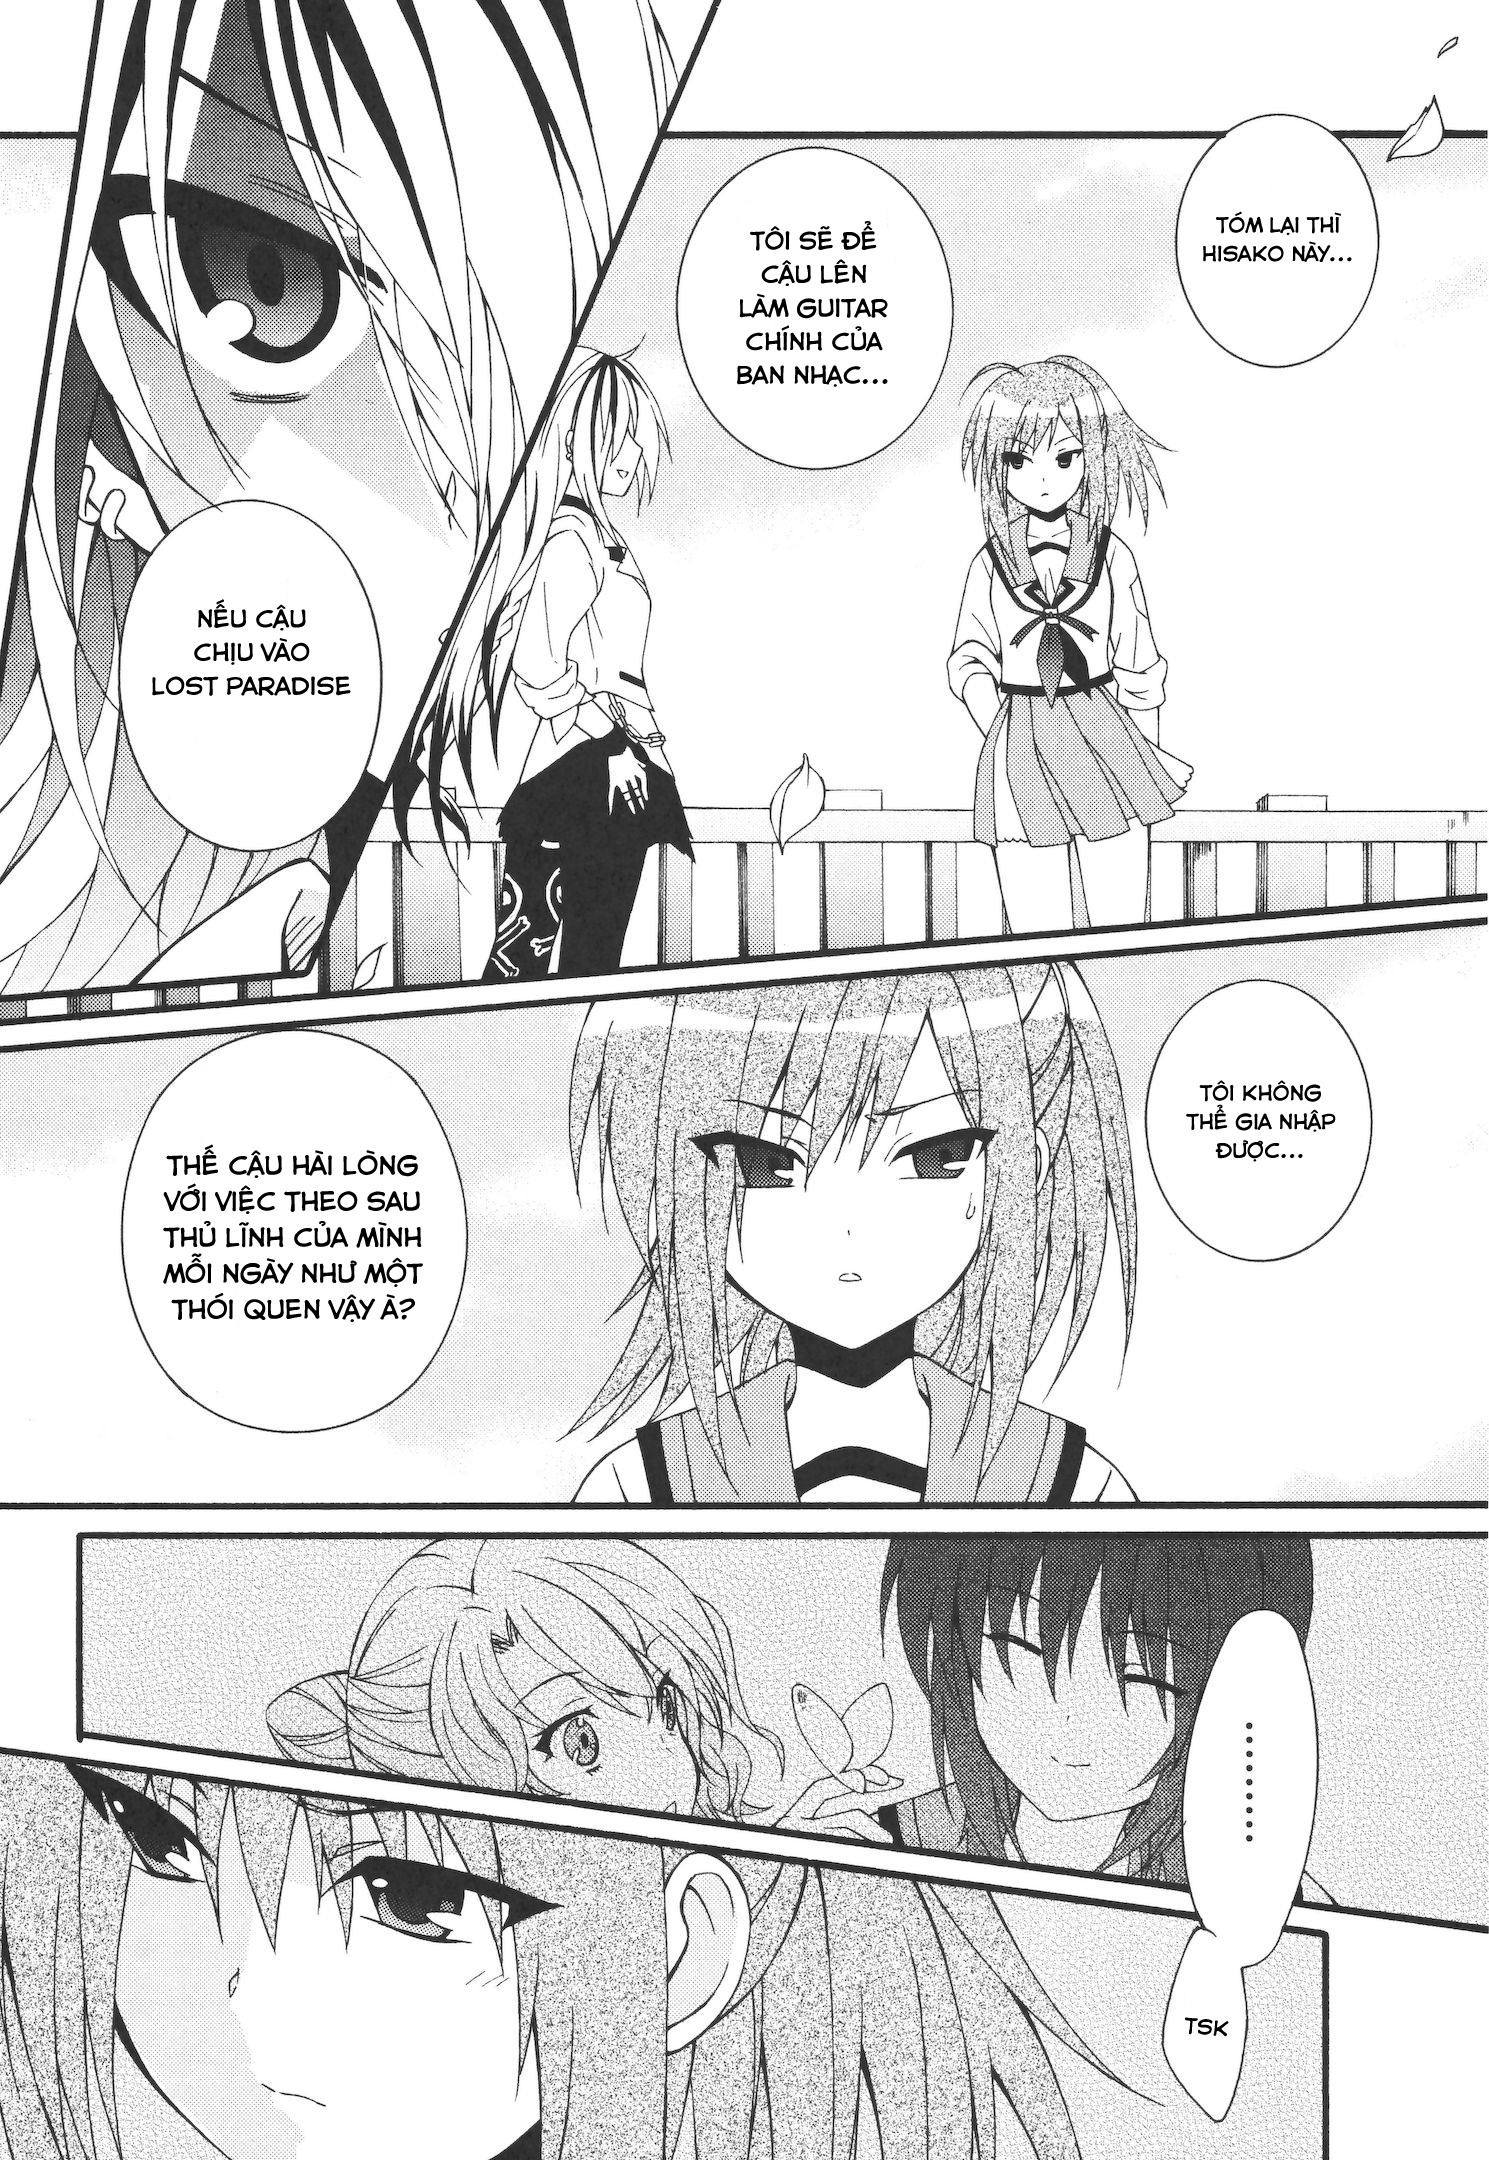 TÓM LẠI THÌ
HISAKO NÀY...
TÔI SẼ ĐỂ
CẬU LÊN
LÀM GUITAR
CHÍNH CỦA
BAN NHẠC...
NẾU CẬU
CHỊU VÀO
LOST PARADISE
TÔI KHÔNG
THỂ GIA NHẬP
ĐƯỢC...
THẾ CẬU HÀI LÒNG
VỚI VIỆC THEO SAU
THỦ LĨNH CỦA MÌNH
MỖI NGÀY NHƯ MỘT
THÓI QUEN VẬY À?
.........
TSK